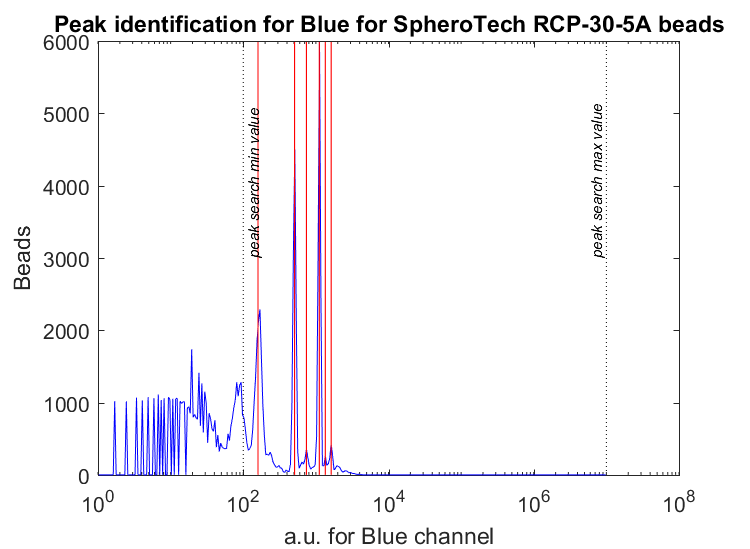 Peak identification for Blue for SpheroTech RCP-30-5A beads
6000
5000
4000
3000
2000
1000
0
Beads
peak search min value
peak search max value
10^0
10^2
10^4
10^6
10^8
a.u. for Blue channel